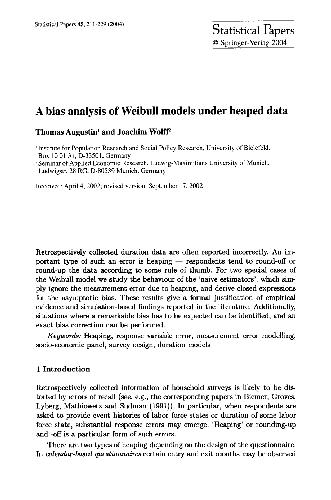 Statistical Papers 45, 211-229 (2004)
Statistical Papers
© Springer-Verlag 2004
A bias analysis of Weibull models under heaped data
Thomas Augustin¹ and Joachim Wolff²
Institute for Population Research and Social Policy Research, University of Bielefeld,
Box 10 01 31, D-33501, Germany
Seminar of Applied Economic Research, Ludwig-Maximilians University of Munich,
Ludwigstr. 28 RG, D-80539 Munich, Germany
Received: April 4, 2002; revised version: September 17, 2002
Retrospectively collected duration data are often reported incorrectly. An im-
portant type of such an error is heaping — respondents tend to round-off or
round-up the data according to some rule of thumb. For two special cases of
the Weibull model we study the behaviour of the 'naive estimators', which sim-
ply ignore the measurement error due to heaping, and derive closed expressions
for the asymptotic bias. These results give a formal justification of empirical
evidence and simulation-based findings reported in the literature. Additionally,
situations where a remarkable bias has to be expected can be identified, and an
exact bias correction can be performed.
Keywords: Heaping, response variable error, measurement error modelling,
socio-economic panel, survey design, duration models
1 Introduction
Retrospectively collected information of household surveys is likely to be dis-
torted by errors of recall (see, e.g., the corresponding papers in Biemer, Groves,
Lyberg, Mathiowetz and Sudman (1991)). In particular, when respondents are
asked to provide event histories of labor force states or duration of some labor
force state, substantial response errors may emerge. 'Heaping' or rounding-up
and -off is a particular form of such errors.
There are two types of heaping depending on the design of the questionnaire.
In calendar-based questionnaires certain entry and exit months may be observed